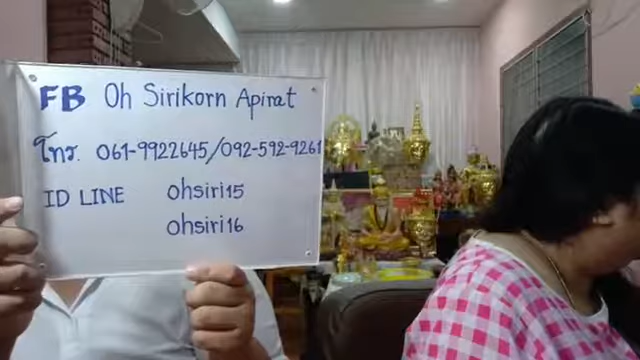 FB Oh Sirikorn Apirat
โทร. 061-9922645/092-592-9261
ID LINE ohsiri15
ohsiri16